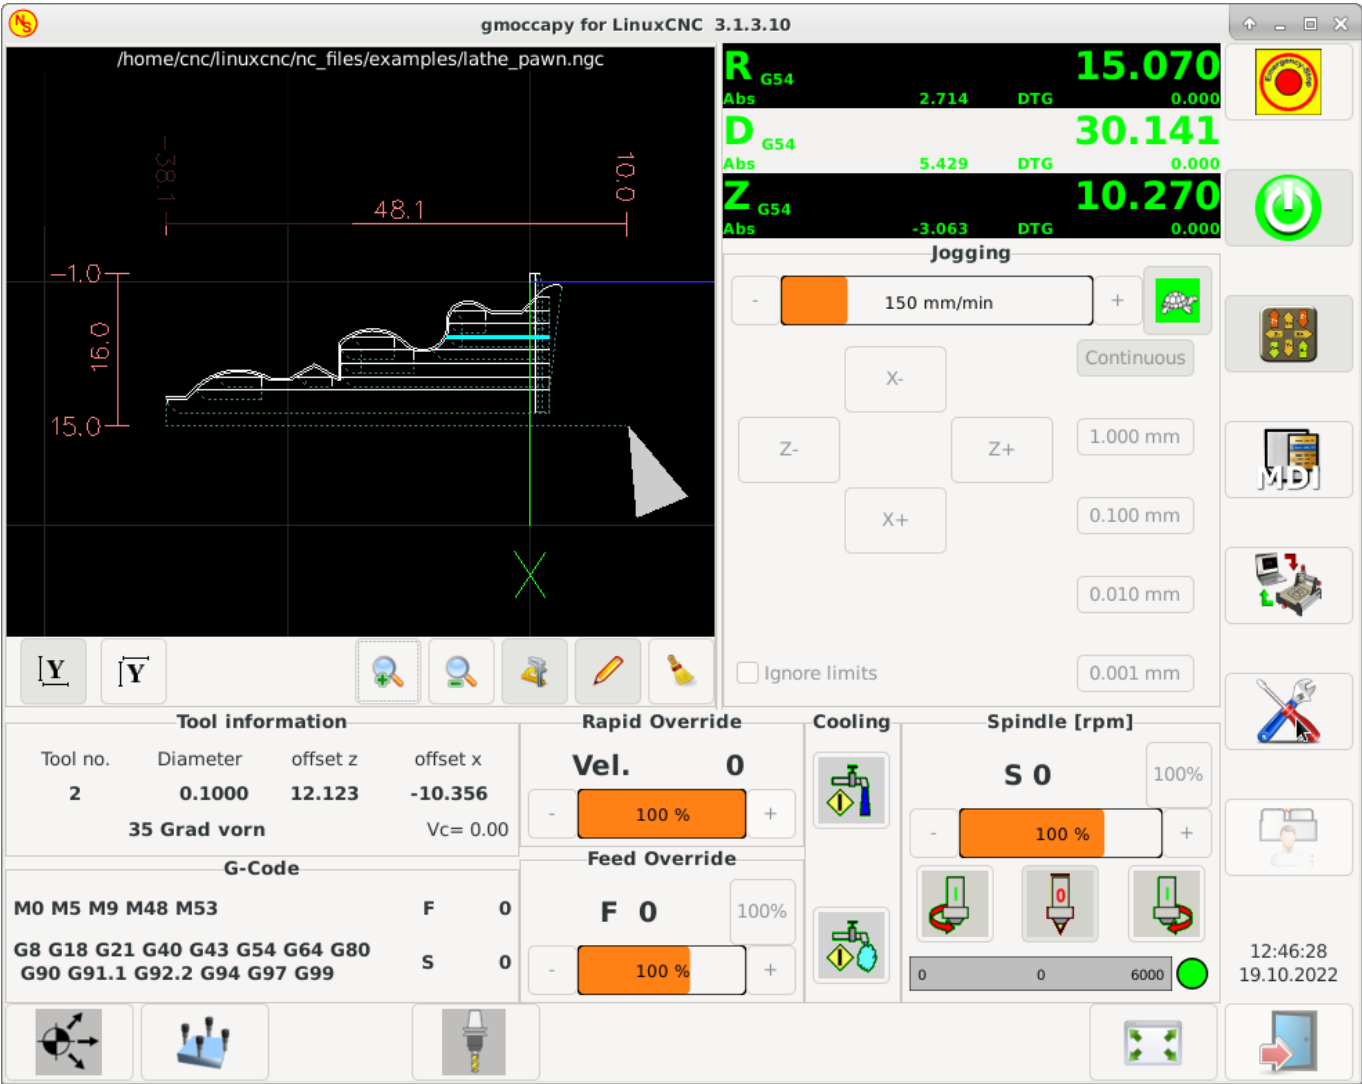 gmoccapy for LinuxCNC 3.1.3.10
/home/cnc/linuxcnc/nc_files/examples/lathe_pawn.ngc
-38.1
10.0
48.1
-1.0
16.0
15.0
X
R G54 15.070
Abs 2.714 DTG 0.000
D G54 30.141
Abs 5.429 DTG 0.000
Z G54 10.270
Abs -3.063 DTG 0.000
Emergency-Stop
Jogging
- 150 mm/min +
Continuous
X-
1.000 mm
Z- Z+
0.100 mm
X+
0.010 mm
Ignore limits 0.001 mm
MDI
Y Y
Tool information
Tool no. Diameter offset z offset x
2 0.1000 12.123 -10.356
35 Grad vorn Vc= 0.00
G-Code
M0 M5 M9 M48 M53 F 0
G8 G18 G21 G40 G43 G54 G64 G80
G90 G91.1 G92.2 G94 G97 G99
S 0
Rapid Override
Vel. 0
- 100 % +
Feed Override
F 0 100%
- 100 % +
Cooling
Spindle [rpm]
S 0 100%
- 100 % +
I 0 I
0 0 6000
12:46:28
19.10.2022